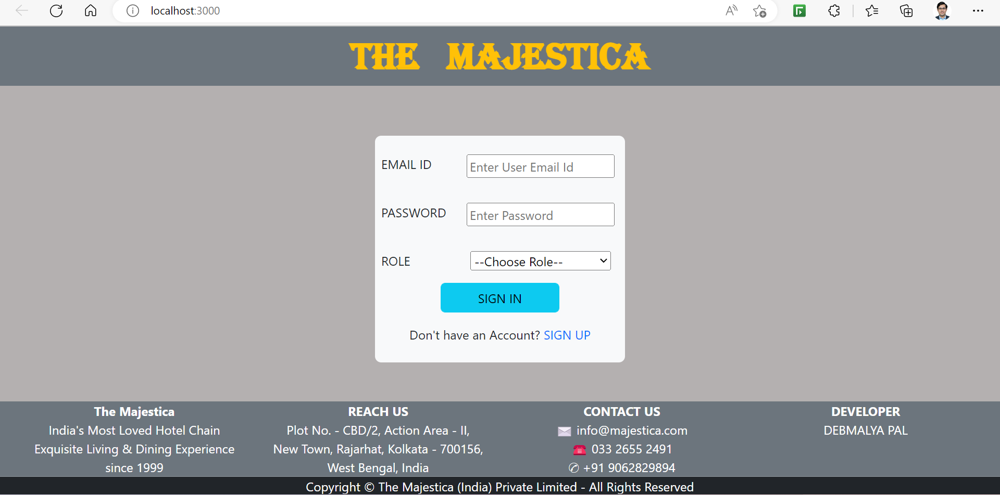 localhost:3000
THE MAJESTICA
EMAIL ID
Enter User Email Id
PASSWORD
Enter Password
ROLE
--Choose Role--
SIGN IN
Don't have an Account? SIGN UP
The Majestica
India's Most Loved Hotel Chain
Exquisite Living & Dining Experience
since 1999
REACH US
Plot No. - CBD/2, Action Area - II,
New Town, Rajarhat, Kolkata - 700156,
West Bengal, India
CONTACT US
✉️ info@majestica.com
☎️ 033 2655 2491
✆ +91 9062829894
DEVELOPER
DEBMALYA PAL
Copyright © The Majestica (India) Private Limited - All Rights Reserved